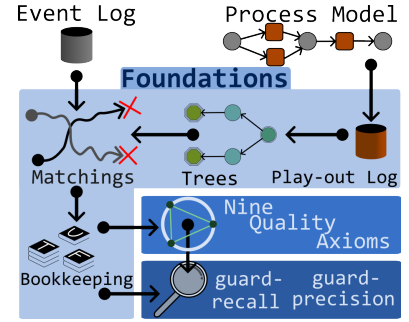 Event Log
Process Model
Foundations
Matchings
Trees
Play-out Log
Bookkeeping
Nine
Quality
Axioms
guard-
recall
guard-
precision